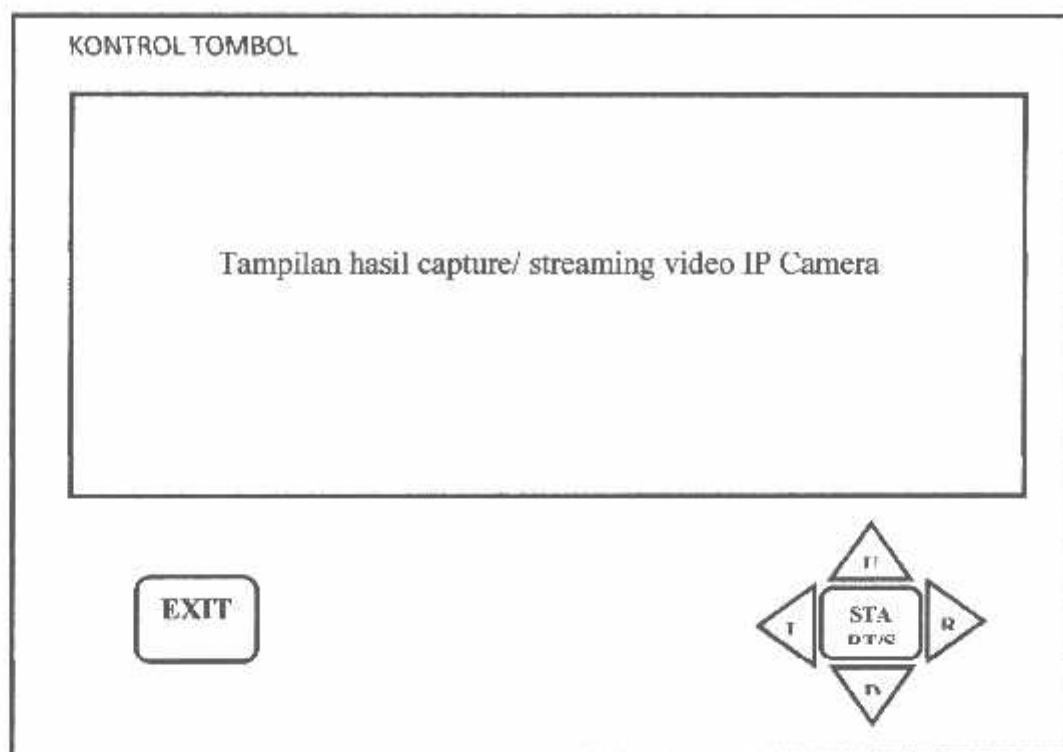 KONTROL TOMBOL
Tampilan hasil capture/ streaming video IP Camera
EXIT
U
STA
R
D